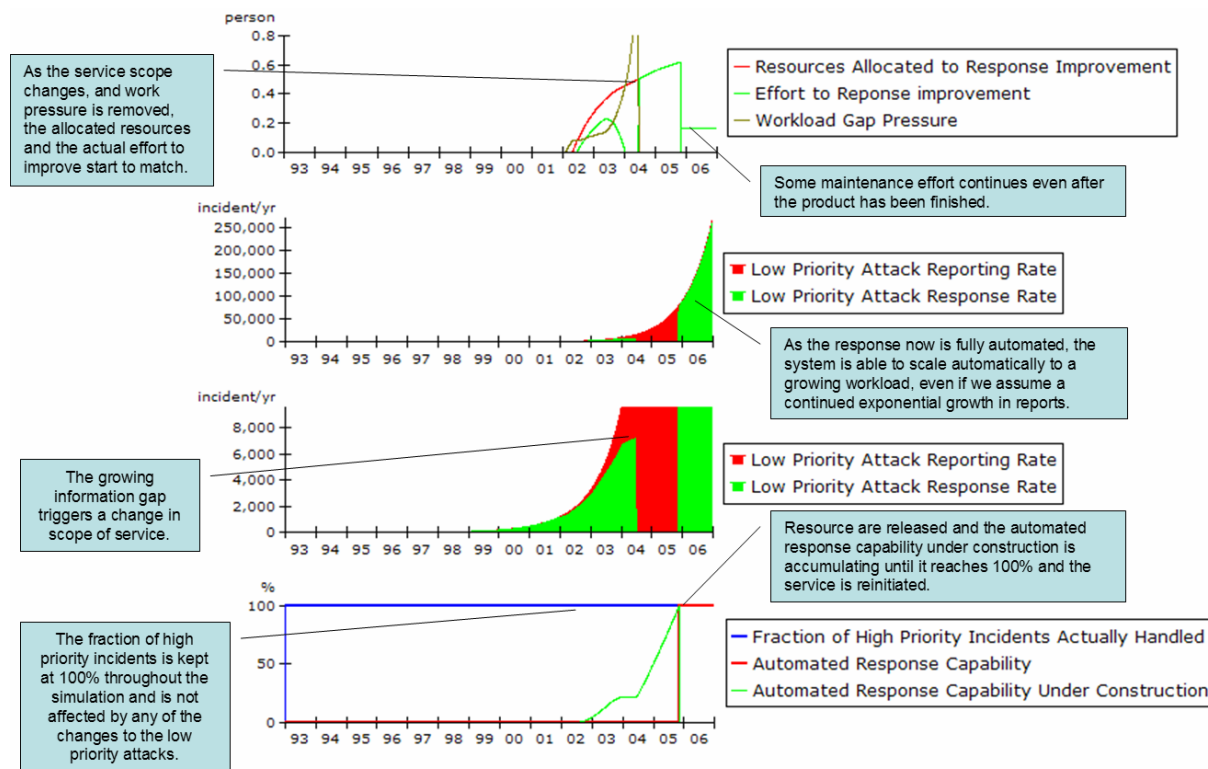 person
0.8
0.6
0.4
0.2
0.0
93 94 95 96 97 98 99 00 01 02 03 04 05 06
As the service scope
changes, and work
pressure is removed,
the allocated resources
and the actual effort to
improve start to match.
Resources Allocated to Response Improvement
Effort to Reponse improvement
Workload Gap Pressure
Some maintenance effort continues even after
the product has been finished.
incident/yr
250,000
200,000
150,000
100,000
50,000
0
93 94 95 96 97 98 99 00 01 02 03 04 05 06
Low Priority Attack Reporting Rate
Low Priority Attack Response Rate
As the response now is fully automated, the
system is able to scale automatically to a
growing workload, even if we assume a
continued exponential growth in reports.
incident/yr
8,000
6,000
4,000
2,000
0
93 94 95 96 97 98 99 00 01 02 03 04 05 06
The growing
information gap
triggers a change in
scope of service.
Low Priority Attack Reporting Rate
Low Priority Attack Response Rate
Resource are released and the automated
response capability under construction is
accumulating until it reaches 100% and the
service is reinitiated.
%
100
50
0
93 94 95 96 97 98 99 00 01 02 03 04 05 06
The fraction of high
priority incidents is kept
at 100% throughout the
simulation and is not
affected by any of the
changes to the low
priority attacks.
Fraction of High Priority Incidents Actually Handled
Automated Response Capability
Automated Response Capability Under Construction